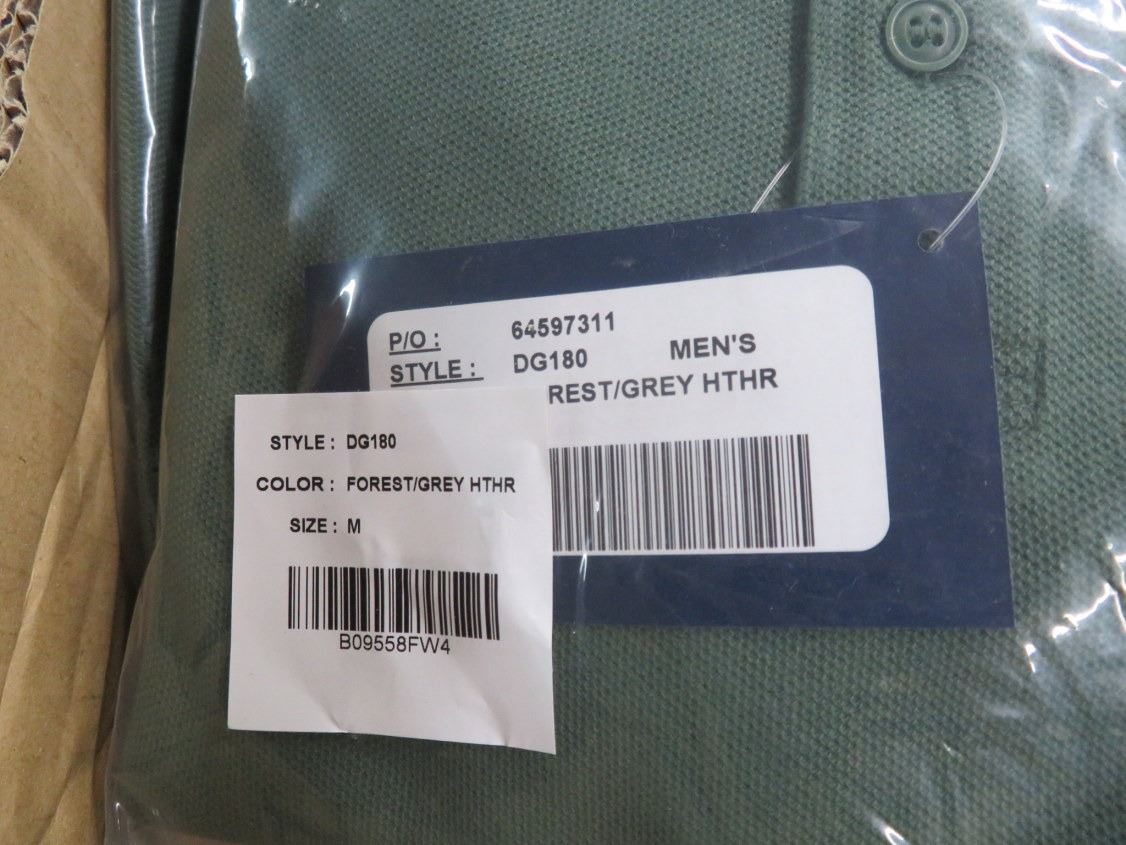 P/O : 64597311
STYLE : DG180 MEN'S
REST/GREY HTHR
STYLE : DG180
COLOR : FOREST/GREY HTHR
SIZE : M
B09558FW4